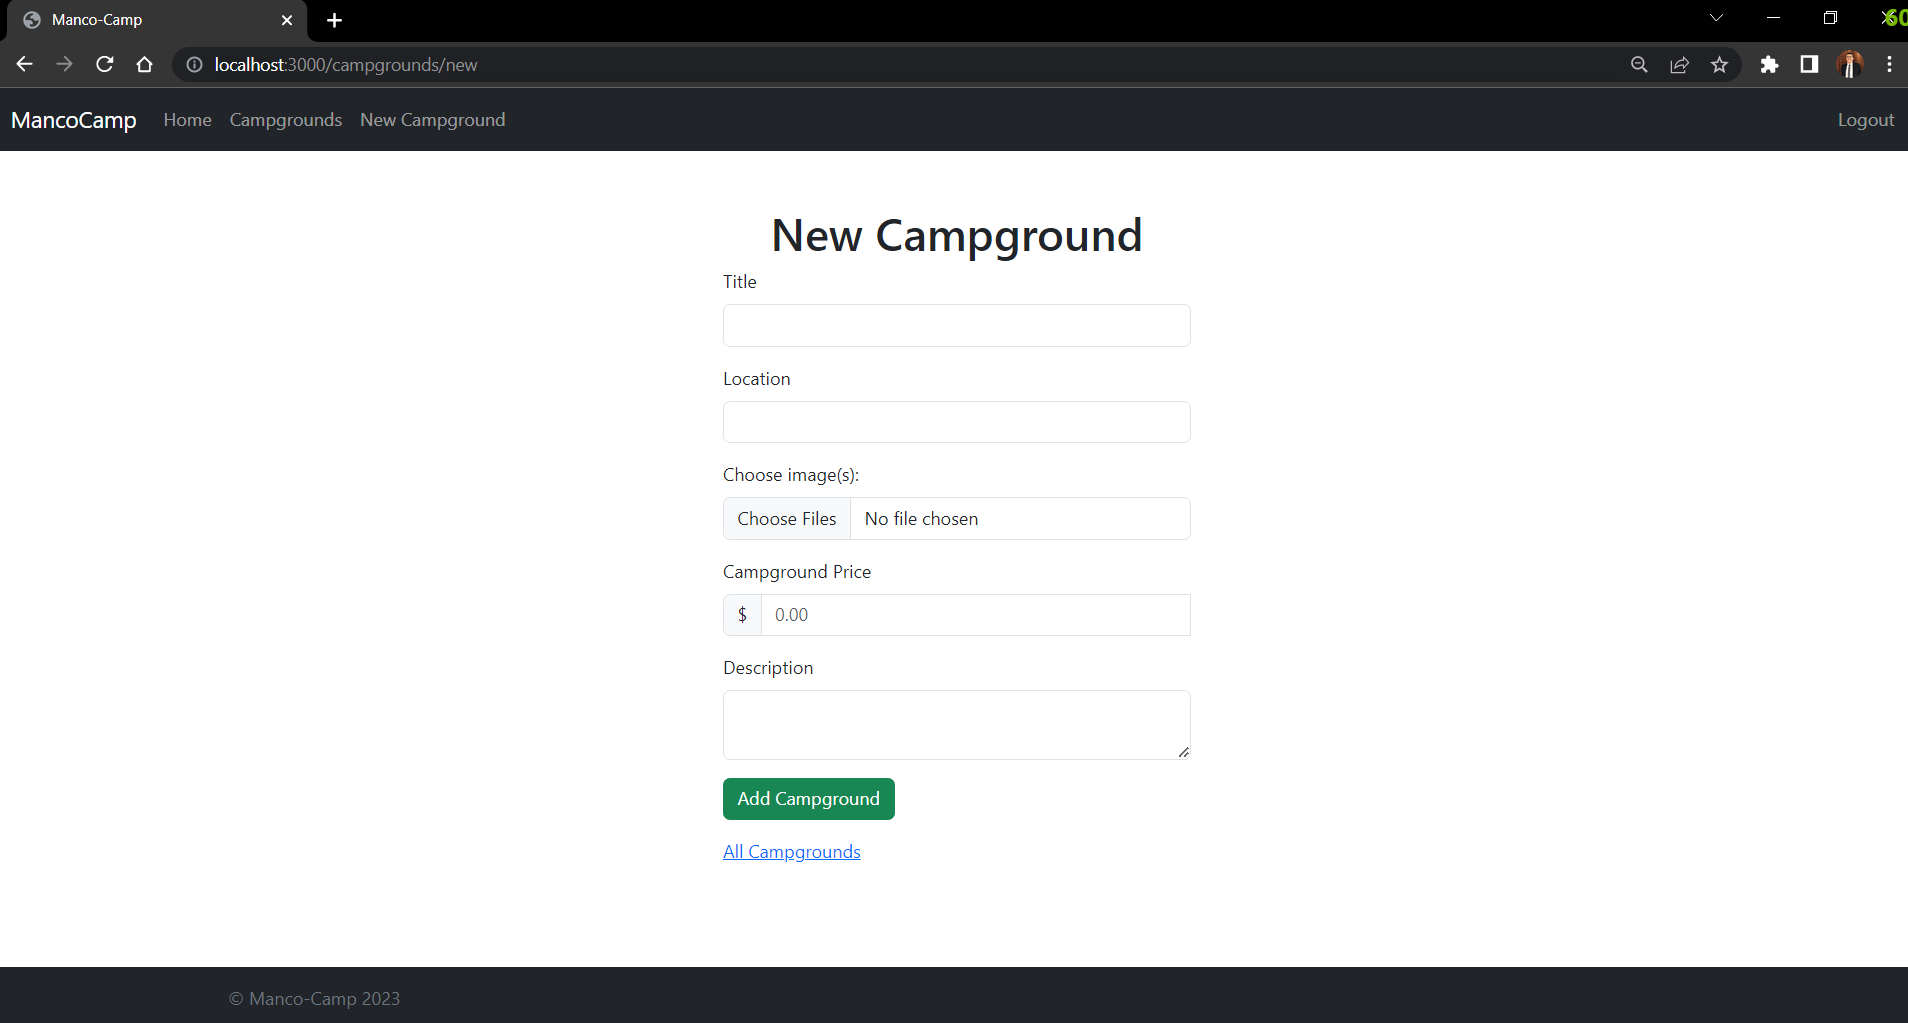 Manco-Camp
60
localhost:3000/campgrounds/new
MancoCamp Home Campgrounds New Campground Logout
New Campground
Title
Location
Choose image(s):
Choose Files No file chosen
Campground Price
$ 0.00
Description
Add Campground
All Campgrounds
© Manco-Camp 2023